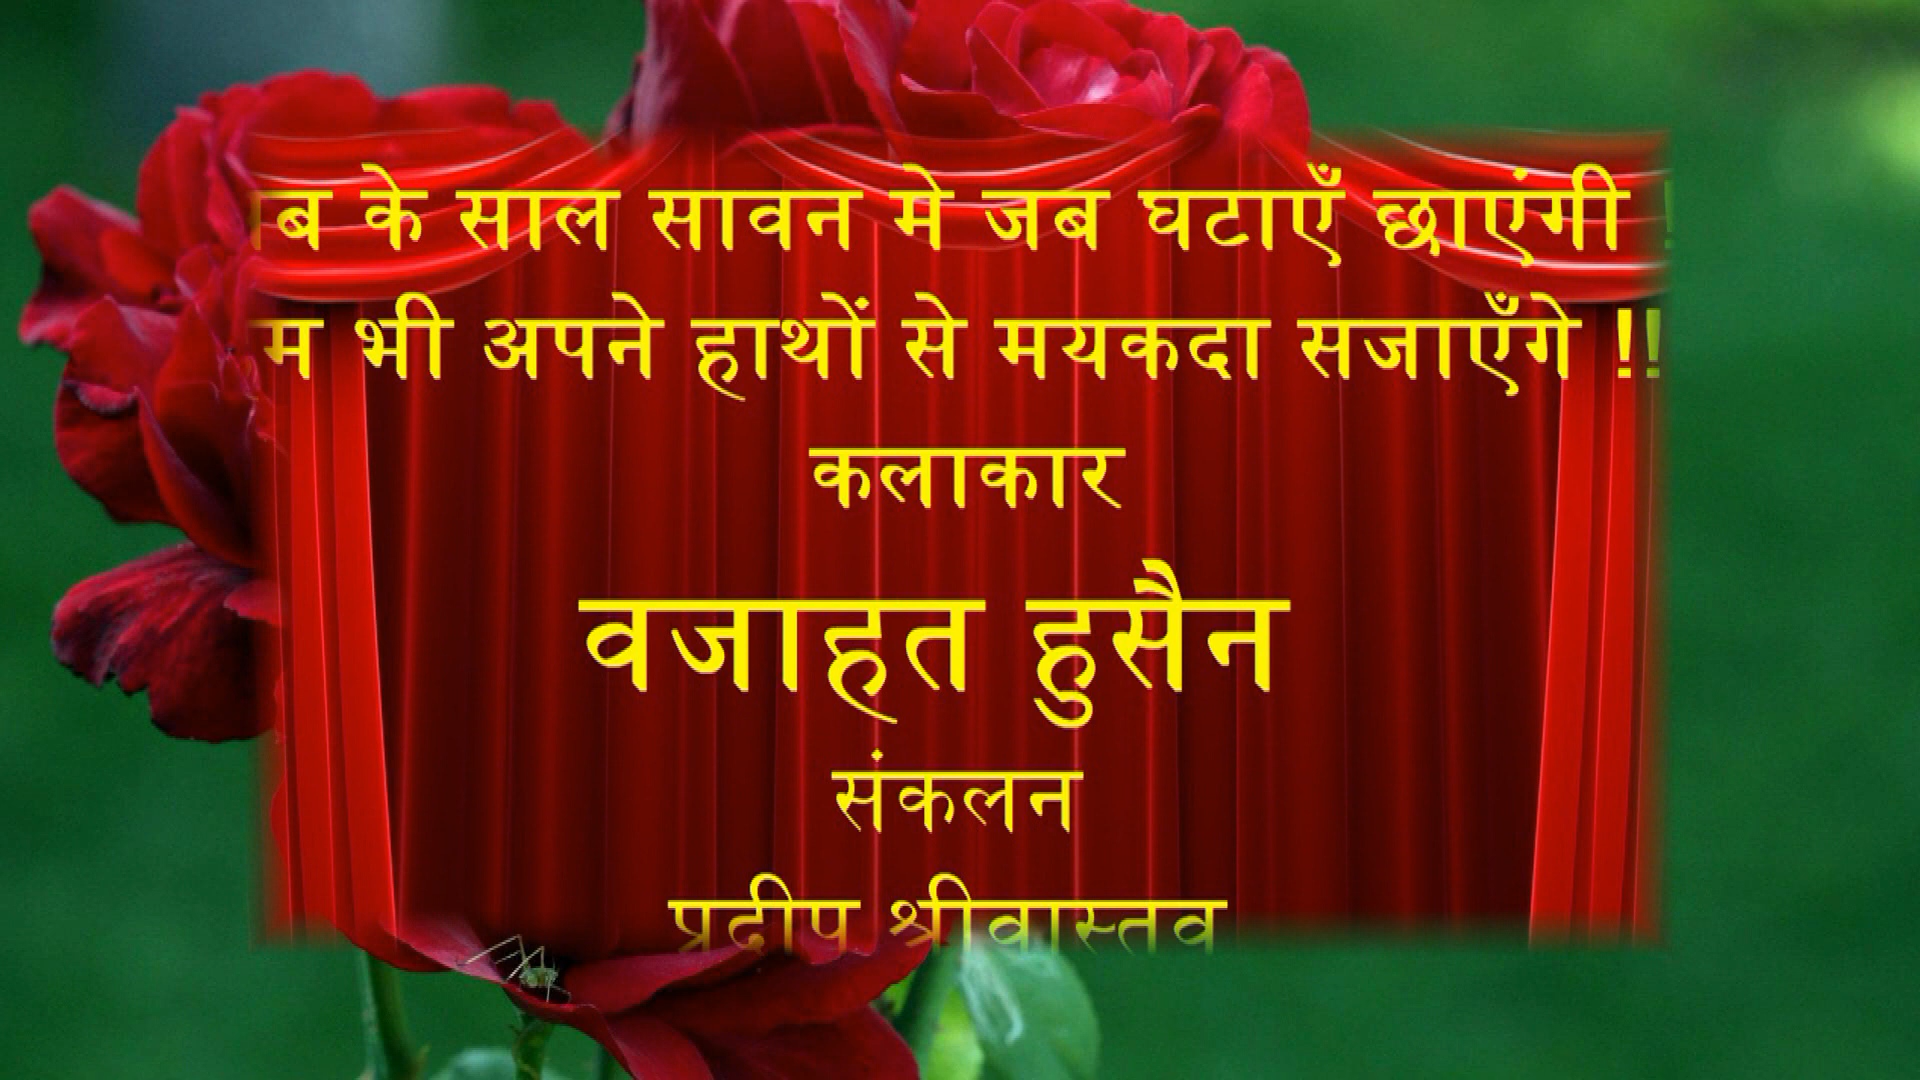 के साल सावन मे जब घटाएँ छाएंगी
भी अपने हाथों से मयकदा सजाएँगे !!
कलाकार
वजाहत हुसैन
संकलन
प्रदीप श्रीवास्तव